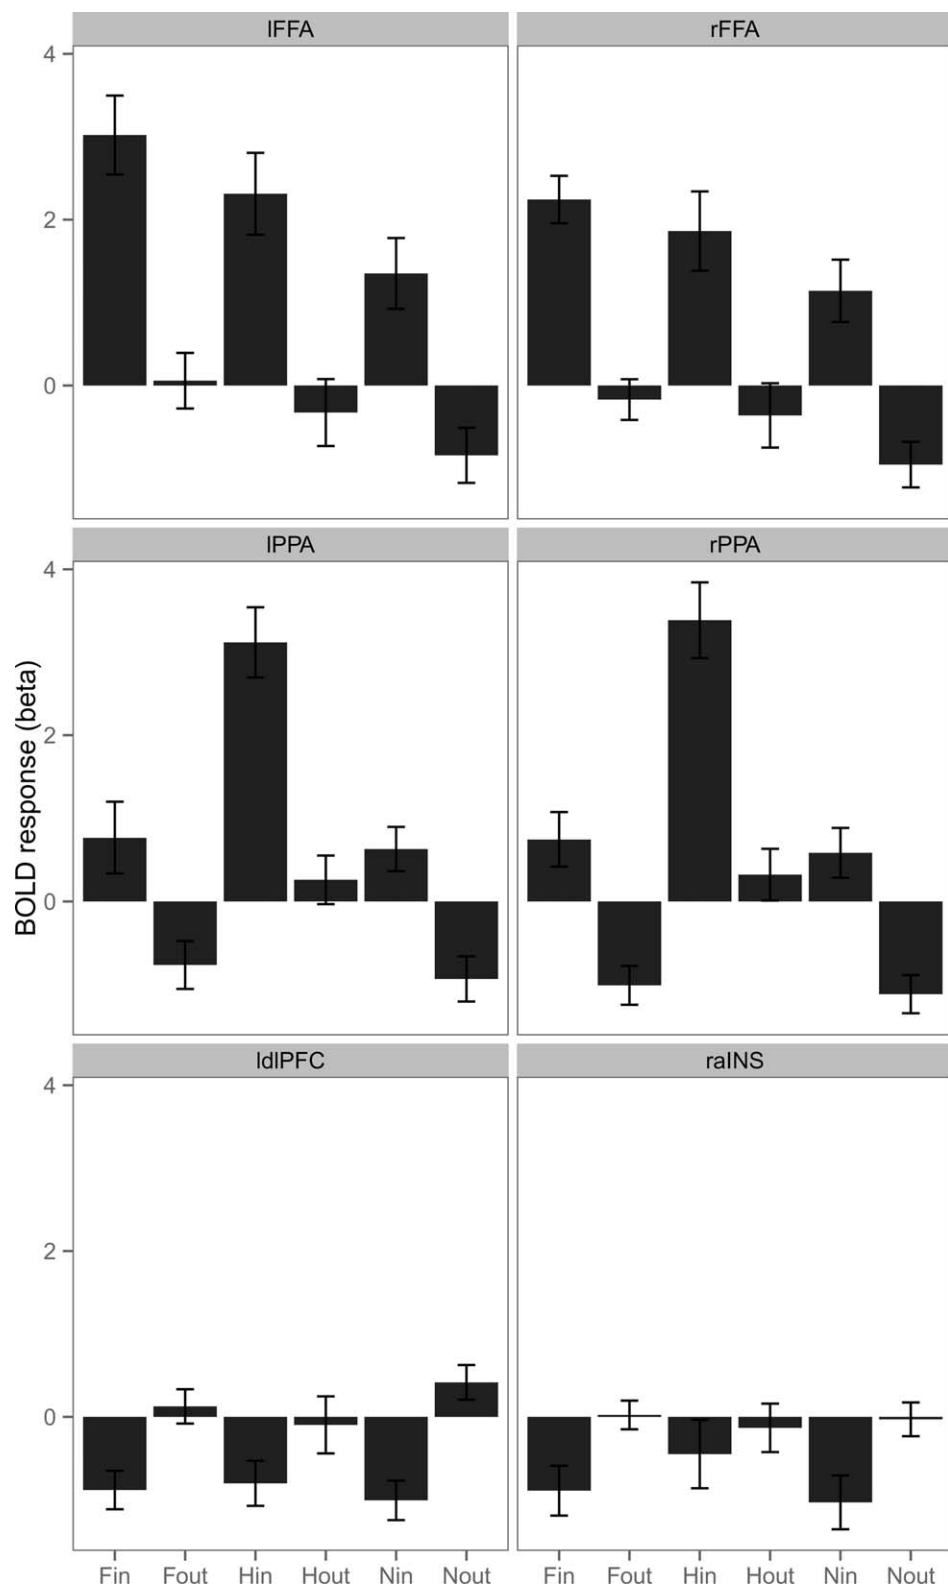 lFFA rFFA
4
2
0
lPPA rPPA
4
2
0
BOLD response (beta)
ldlPFC raINS
4
2
0
Fin Fout Hin Hout Nin Nout Fin Fout Hin Hout Nin Nout